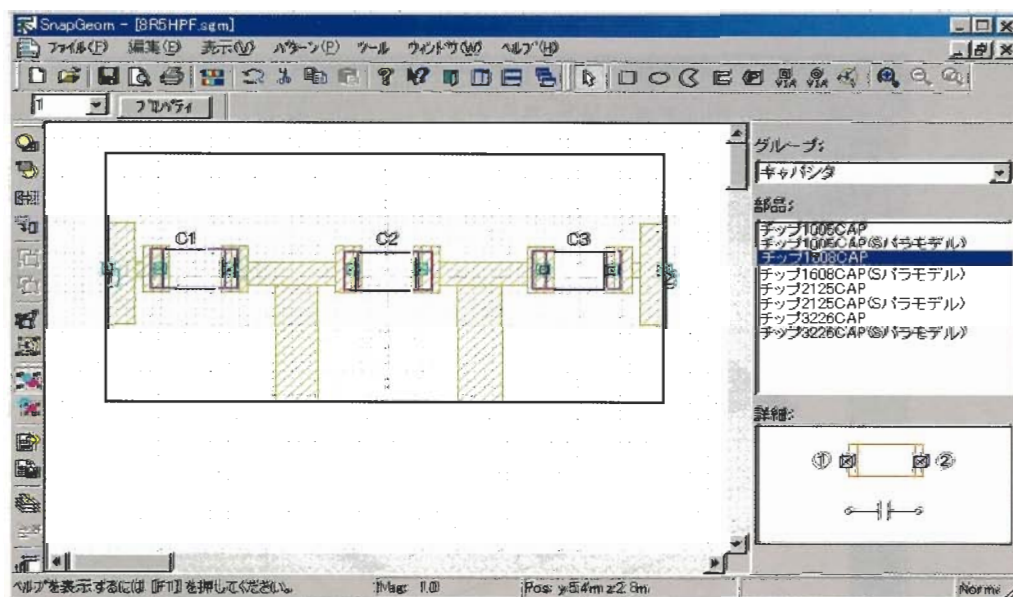 SnapGeom - [8R5HPF.sgm]
ファイル(F) 編集(E) 表示(V) パターン(P) ツール ウィンドウ(W) ヘルプ(H)
VIA VIA
1 プロパティ
グループ:
キャパシタ
部品:
チップ1005CAP
チップ1005CAP(Sパラモデル)
チップ1608CAP
チップ1608CAP(Sパラモデル)
チップ2125CAP
チップ2125CAP(Sパラモデル)
チップ3226CAP
チップ3226CAP(Sパラモデル)
C1 C2 C3
詳細:
① ②
ヘルプを表示するには [F1] を押してください。 Mag: 1.0 Pos: y:5.4m z:2.8m